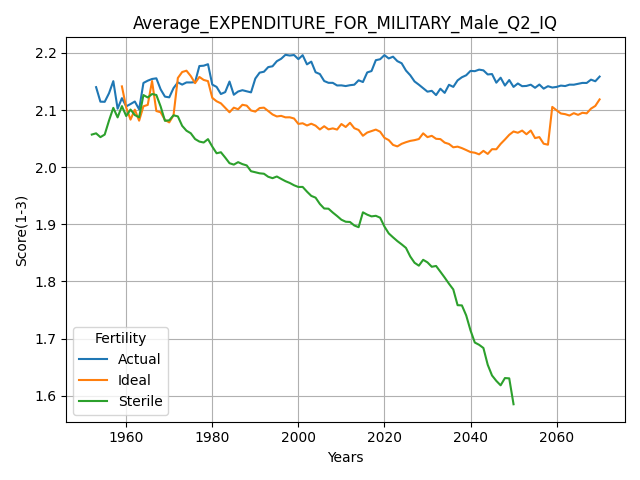 Average_EXPENDITURE_FOR_MILITARY_Male_Q2_IQ
Score(1-3)
2.2
2.1
2.0
1.9
1.8
1.7
1.6
Fertility
Actual
Ideal
Sterile
1960 1980 2000 2020 2040 2060
Years